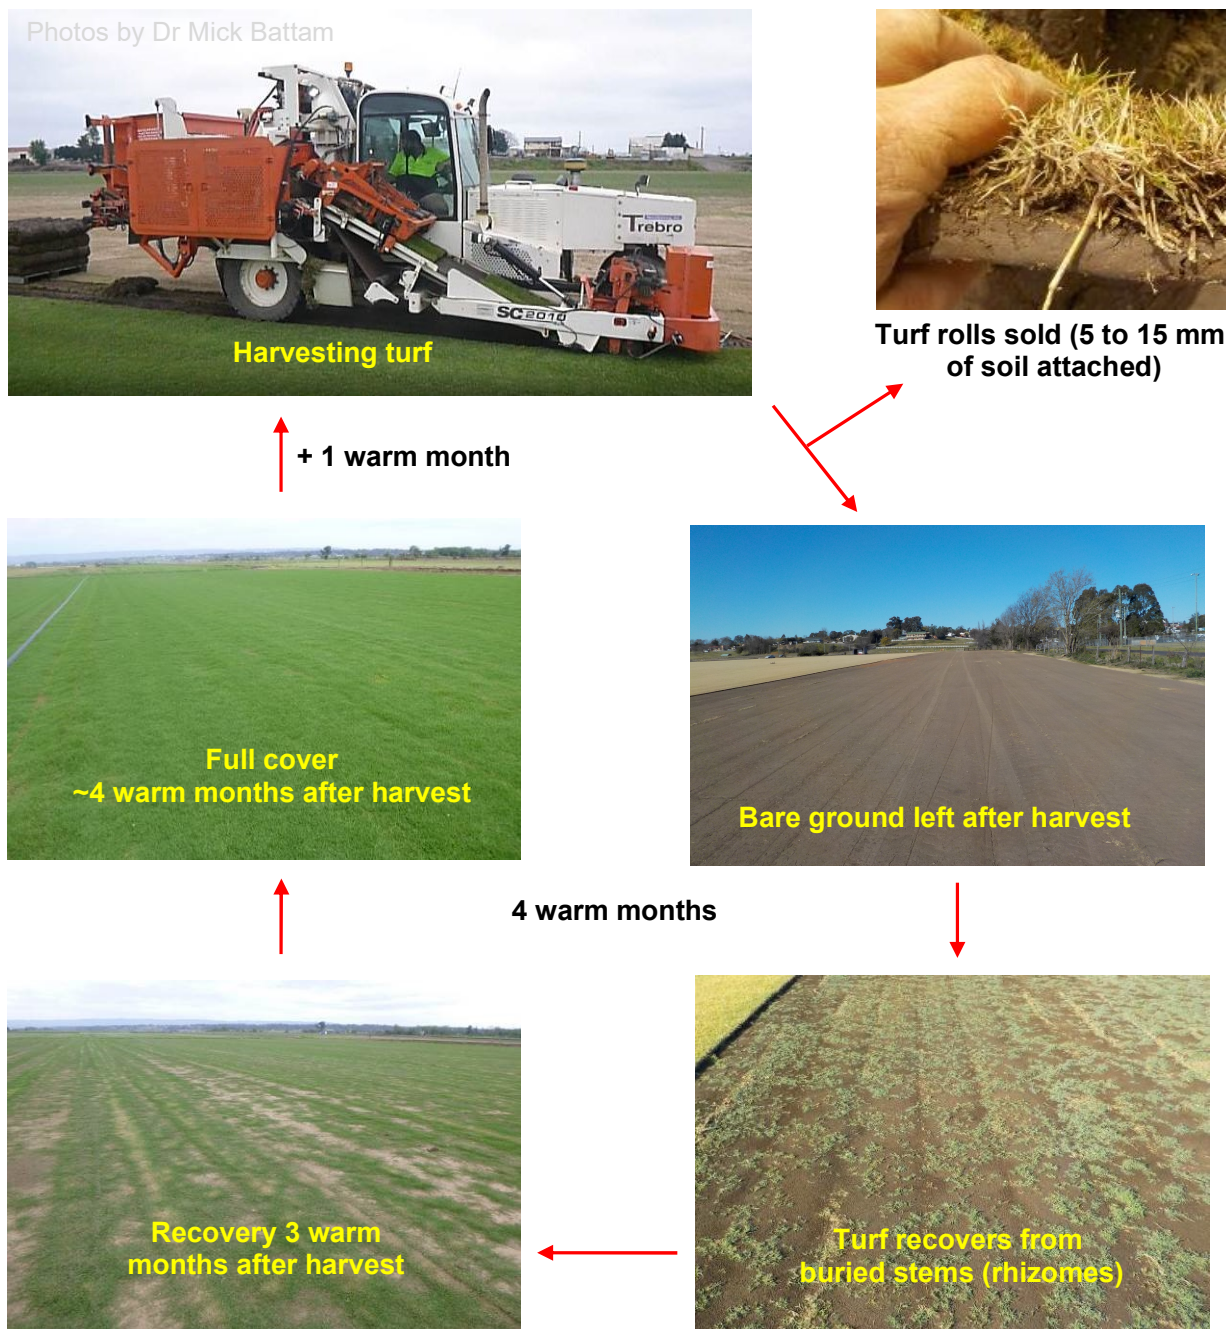 Photos by Dr Mick Battam
Trebro
SC 2010
Harvesting turf
Turf rolls sold (5 to 15 mm
of soil attached)
+ 1 warm month
Full cover
~4 warm months after harvest
Bare ground left after harvest
4 warm months
Recovery 3 warm
months after harvest
Turf recovers from
buried stems (rhizomes)